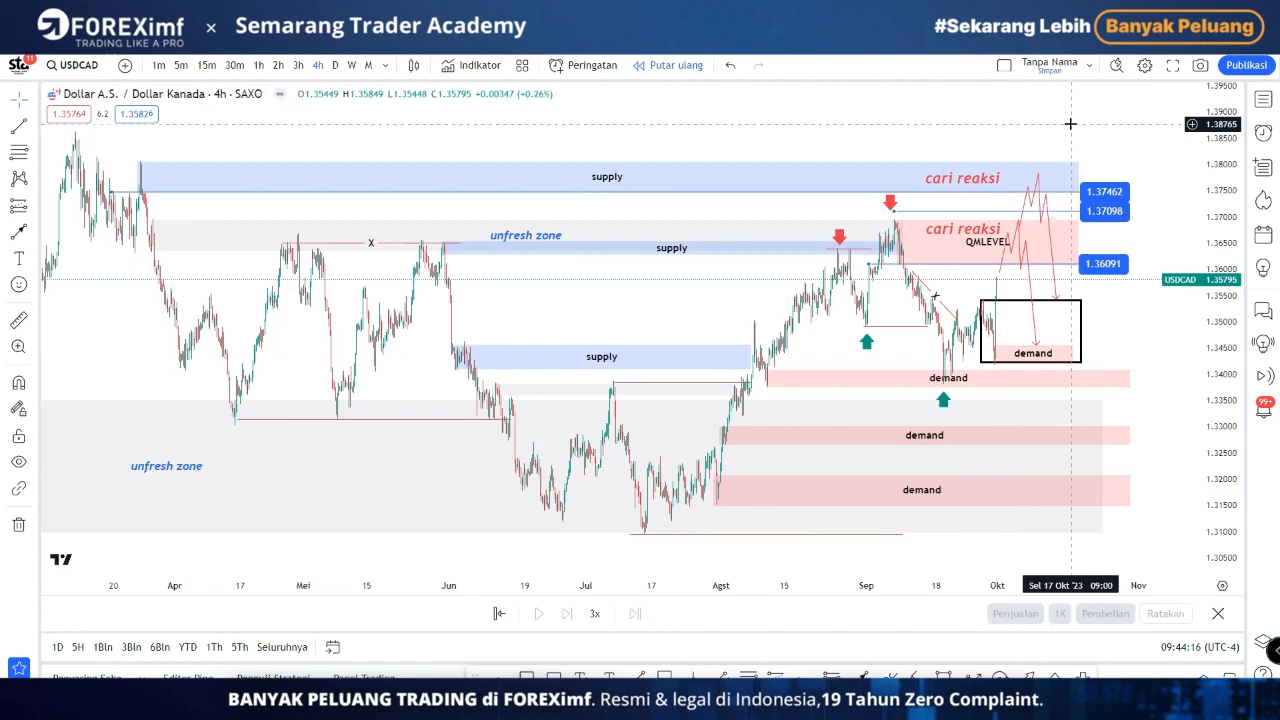 FOREXimf
TRADING LIKE A PRO
×
Semarang Trader Academy
#Sekarang Lebih Banyak Peluang
sta
11
USDCAD
1m 5m 15m 30m 1h 2h 3h 4h D W M
Indikator
Peringatan
Putar ulang
Tanpa Nama
Simpan
Publikasi
Dollar A.S. / Dollar Kanada · 4h · SAXO
O1.35449 H1.35849 L1.35448 C1.35795 +0.00347 (+0.26%)
1.35764
6.2
1.35826
1.39500
1.39000
1.38765
1.38500
1.38000
1.37500
1.37000
1.36500
1.36000
USDCAD 1.35795
1.35500
1.35000
1.34500
1.34000
1.33500
1.33000
1.32500
1.32000
1.31500
1.31000
1.30500
supply
cari reaksi
1.37462
1.37098
cari reaksi
QMLEVEL
unfresh zone
X
supply
1.36091
supply
demand
demand
demand
unfresh zone
demand
20 Apr 17 Mei 15 Jun 19 Jul 17 Agst 15 Sep 18 Okt Sel 17 Okt '23 09:00 Nov
3x
Penjualan
1K
Pembelian
Ratakan
1D 5H 1Bln 3Bln 6Bln YTD 1Th 5Th Seluruhnya
09:44:16 (UTC-4)
99+
BANYAK PELUANG TRADING di FOREXimf. Resmi & legal di Indonesia,19 Tahun Zero Complaint.